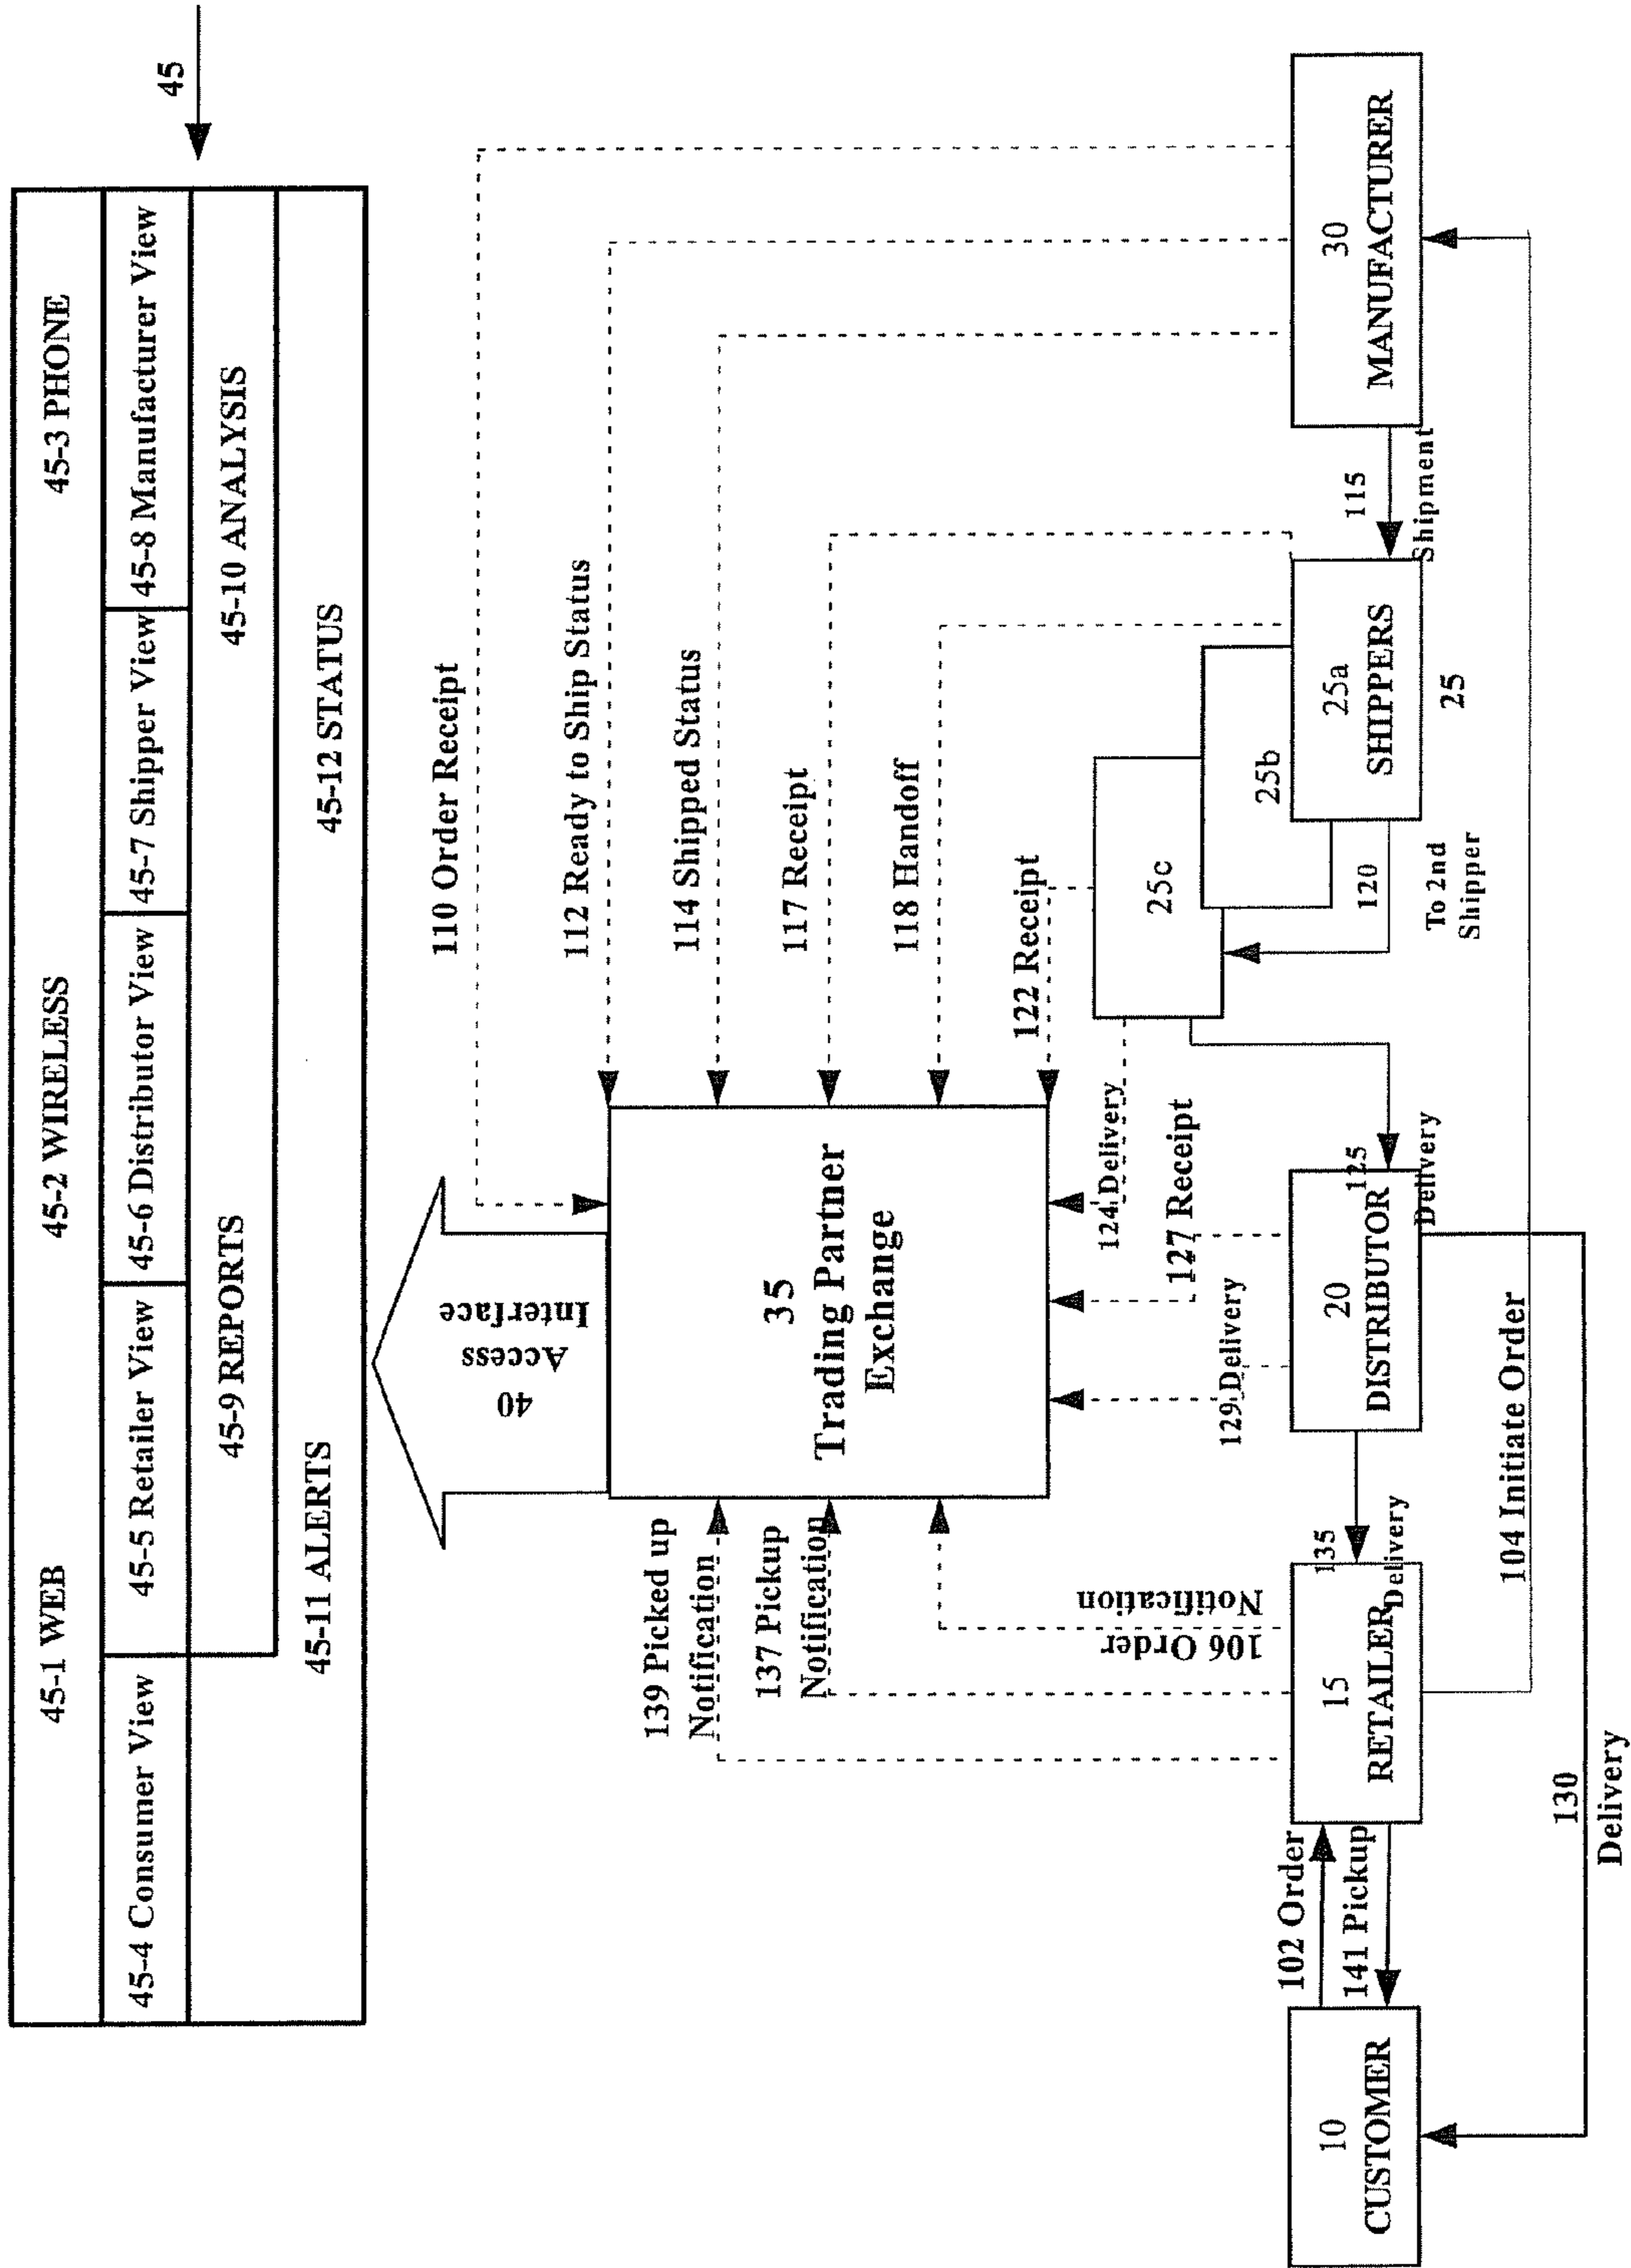 45
45-1 WEB
45-2 WIRELESS
45-3 PHONE
45-4 Consumer View
45-5 Retailer View
45-6 Distributor View
45-7 Shipper View
45-8 Manufacturer View
45-9 REPORTS
45-10 ANALYSIS
45-11 ALERTS
45-12 STATUS
40
Access
Interface
110 Order Receipt
112 Ready to Ship Status
114 Shipped Status
117 Receipt
118 Handoff
122 Receipt
35
Trading Partner
Exchange
139 Picked up
Notification
137 Pickup
Notification
106 Order
Notification
124 Delivery
127 Receipt
129 Delivery
25c
25b
25a
SHIPPERS
25
120
To 2nd
Shipper
115
Shipment
30
MANUFACTURER
125
Delivery
20
DISTRIBUTOR
135
Delivery
15
RETAILER
102 Order
141 Pickup
10
CUSTOMER
104 Initiate Order
130
Delivery